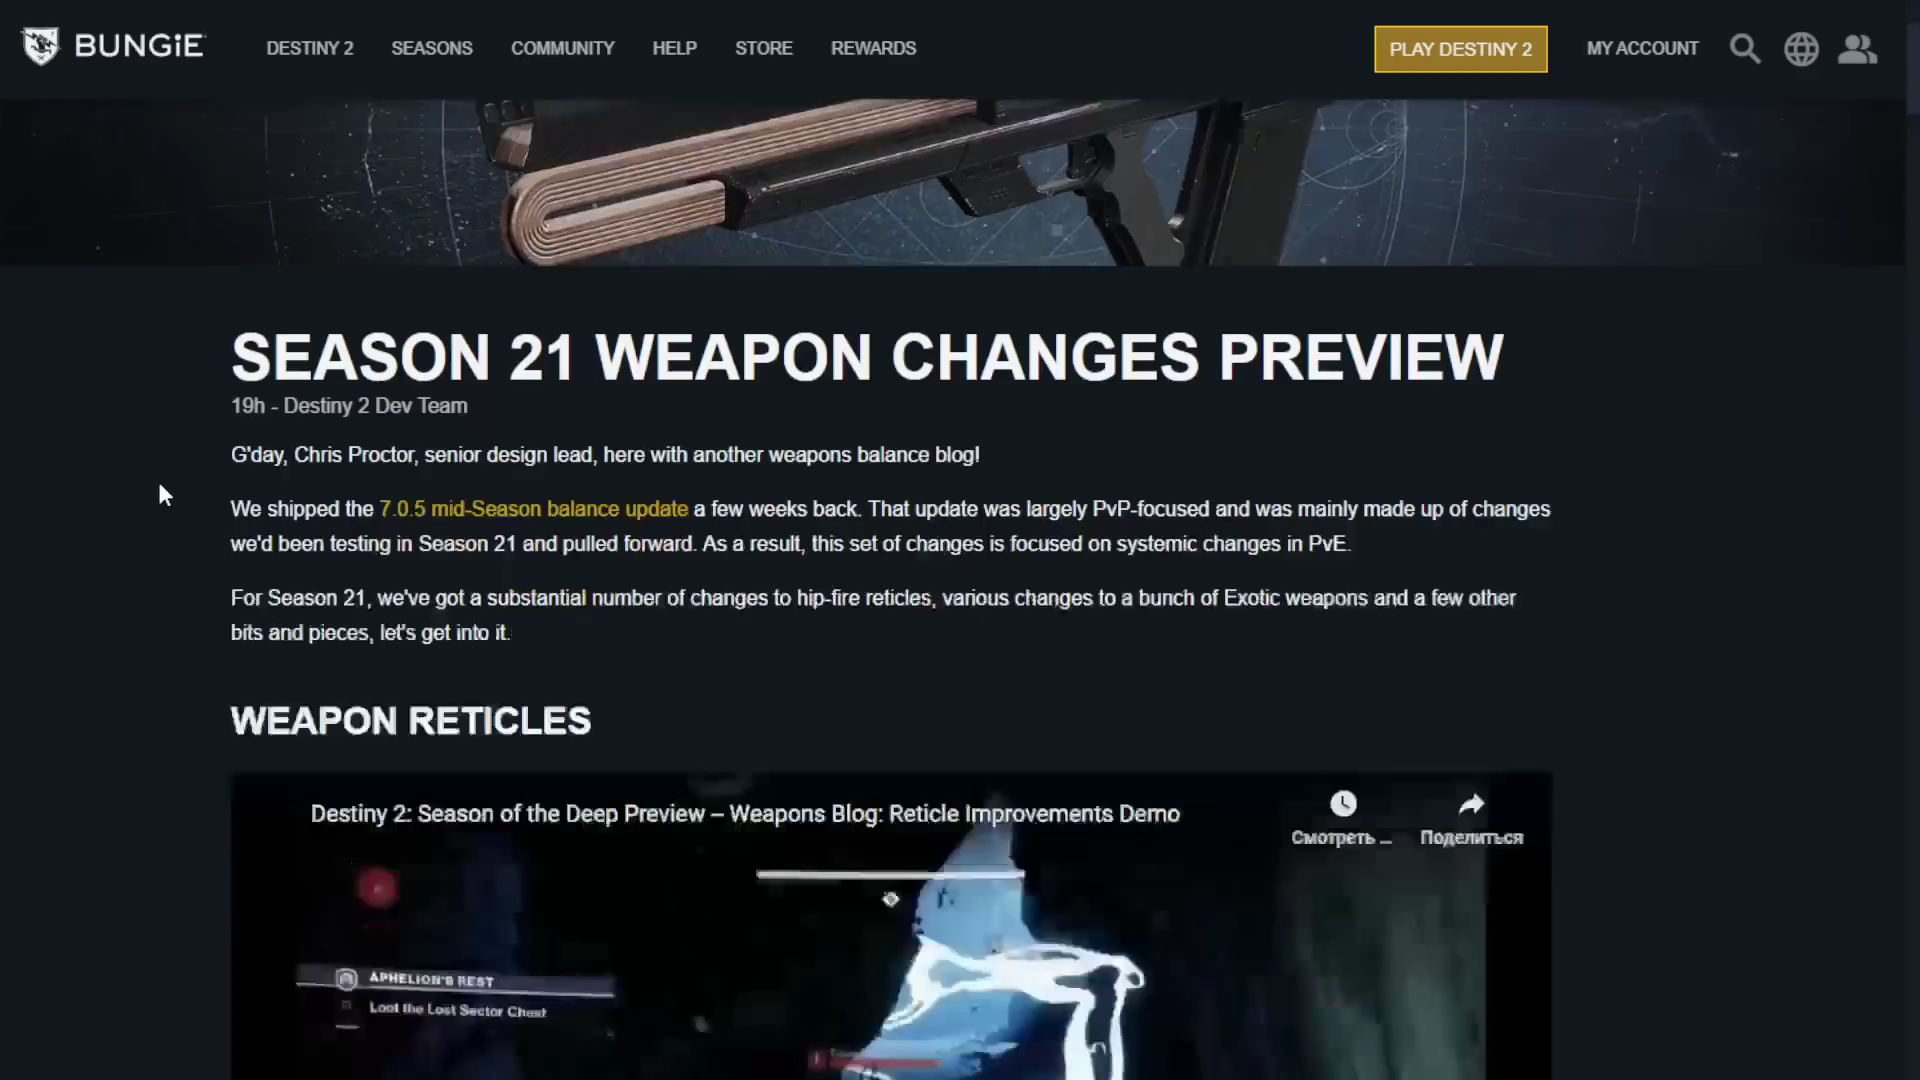 BUNGiE DESTINY 2 SEASONS COMMUNITY HELP STORE REWARDS PLAY DESTINY 2 MY ACCOUNT
SEASON 21 WEAPON CHANGES PREVIEW
19h - Destiny 2 Dev Team
G'day, Chris Proctor, senior design lead, here with another weapons balance blog!
We shipped the 7.0.5 mid-Season balance update a few weeks back. That update was largely PvP-focused and was mainly made up of changes
we'd been testing in Season 21 and pulled forward. As a result, this set of changes is focused on systemic changes in PvE.
For Season 21, we've got a substantial number of changes to hip-fire reticles, various changes to a bunch of Exotic weapons and a few other
bits and pieces, let's get into it.
WEAPON RETICLES
Destiny 2: Season of the Deep Preview – Weapons Blog: Reticle Improvements Demo
Смотреть ... Поделиться
APHELION'S REST
Loot the Lost Sector Chest